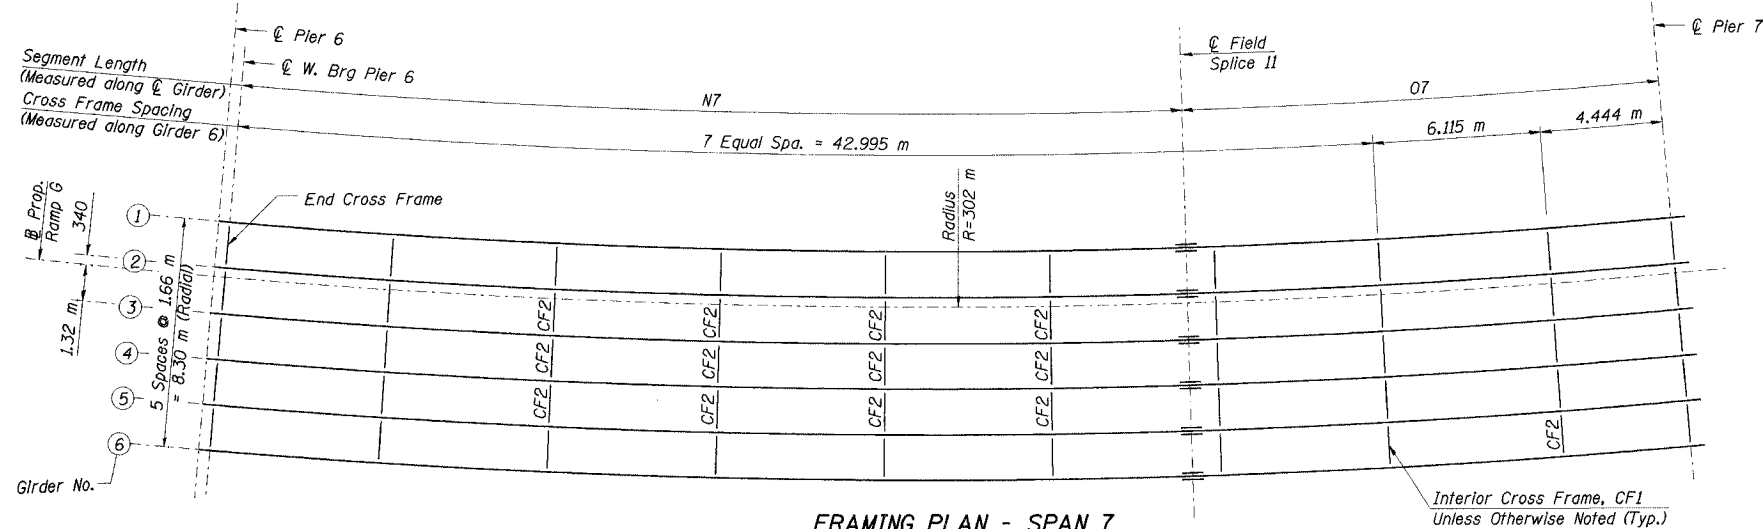 ℄ Pier 6
℄ Pier 7
℄ Field
Splice 11
℄ W. Brg Pier 6
Segment Length
(Measured along ℄ Girder)
Cross Frame Spacing
(Measured along Girder 6)
N7
O7
7 Equal Spa. = 42.995 m
6.115 m
4.444 m
Radius
R=302 m
End Cross Frame
Prop.
Ramp G
340
1.32 m
5 Spaces @ 1.66 m
= 8.30 m (Radial)
1
2
3
4
5
6
Girder No.
CF2
CF2
CF2
CF2
CF2
CF2
CF2
CF2
CF2
CF2
CF2
CF2
CF2
Interior Cross Frame, CF1
Unless Otherwise Noted (Typ.)
FRAMING PLAN - SPAN 7